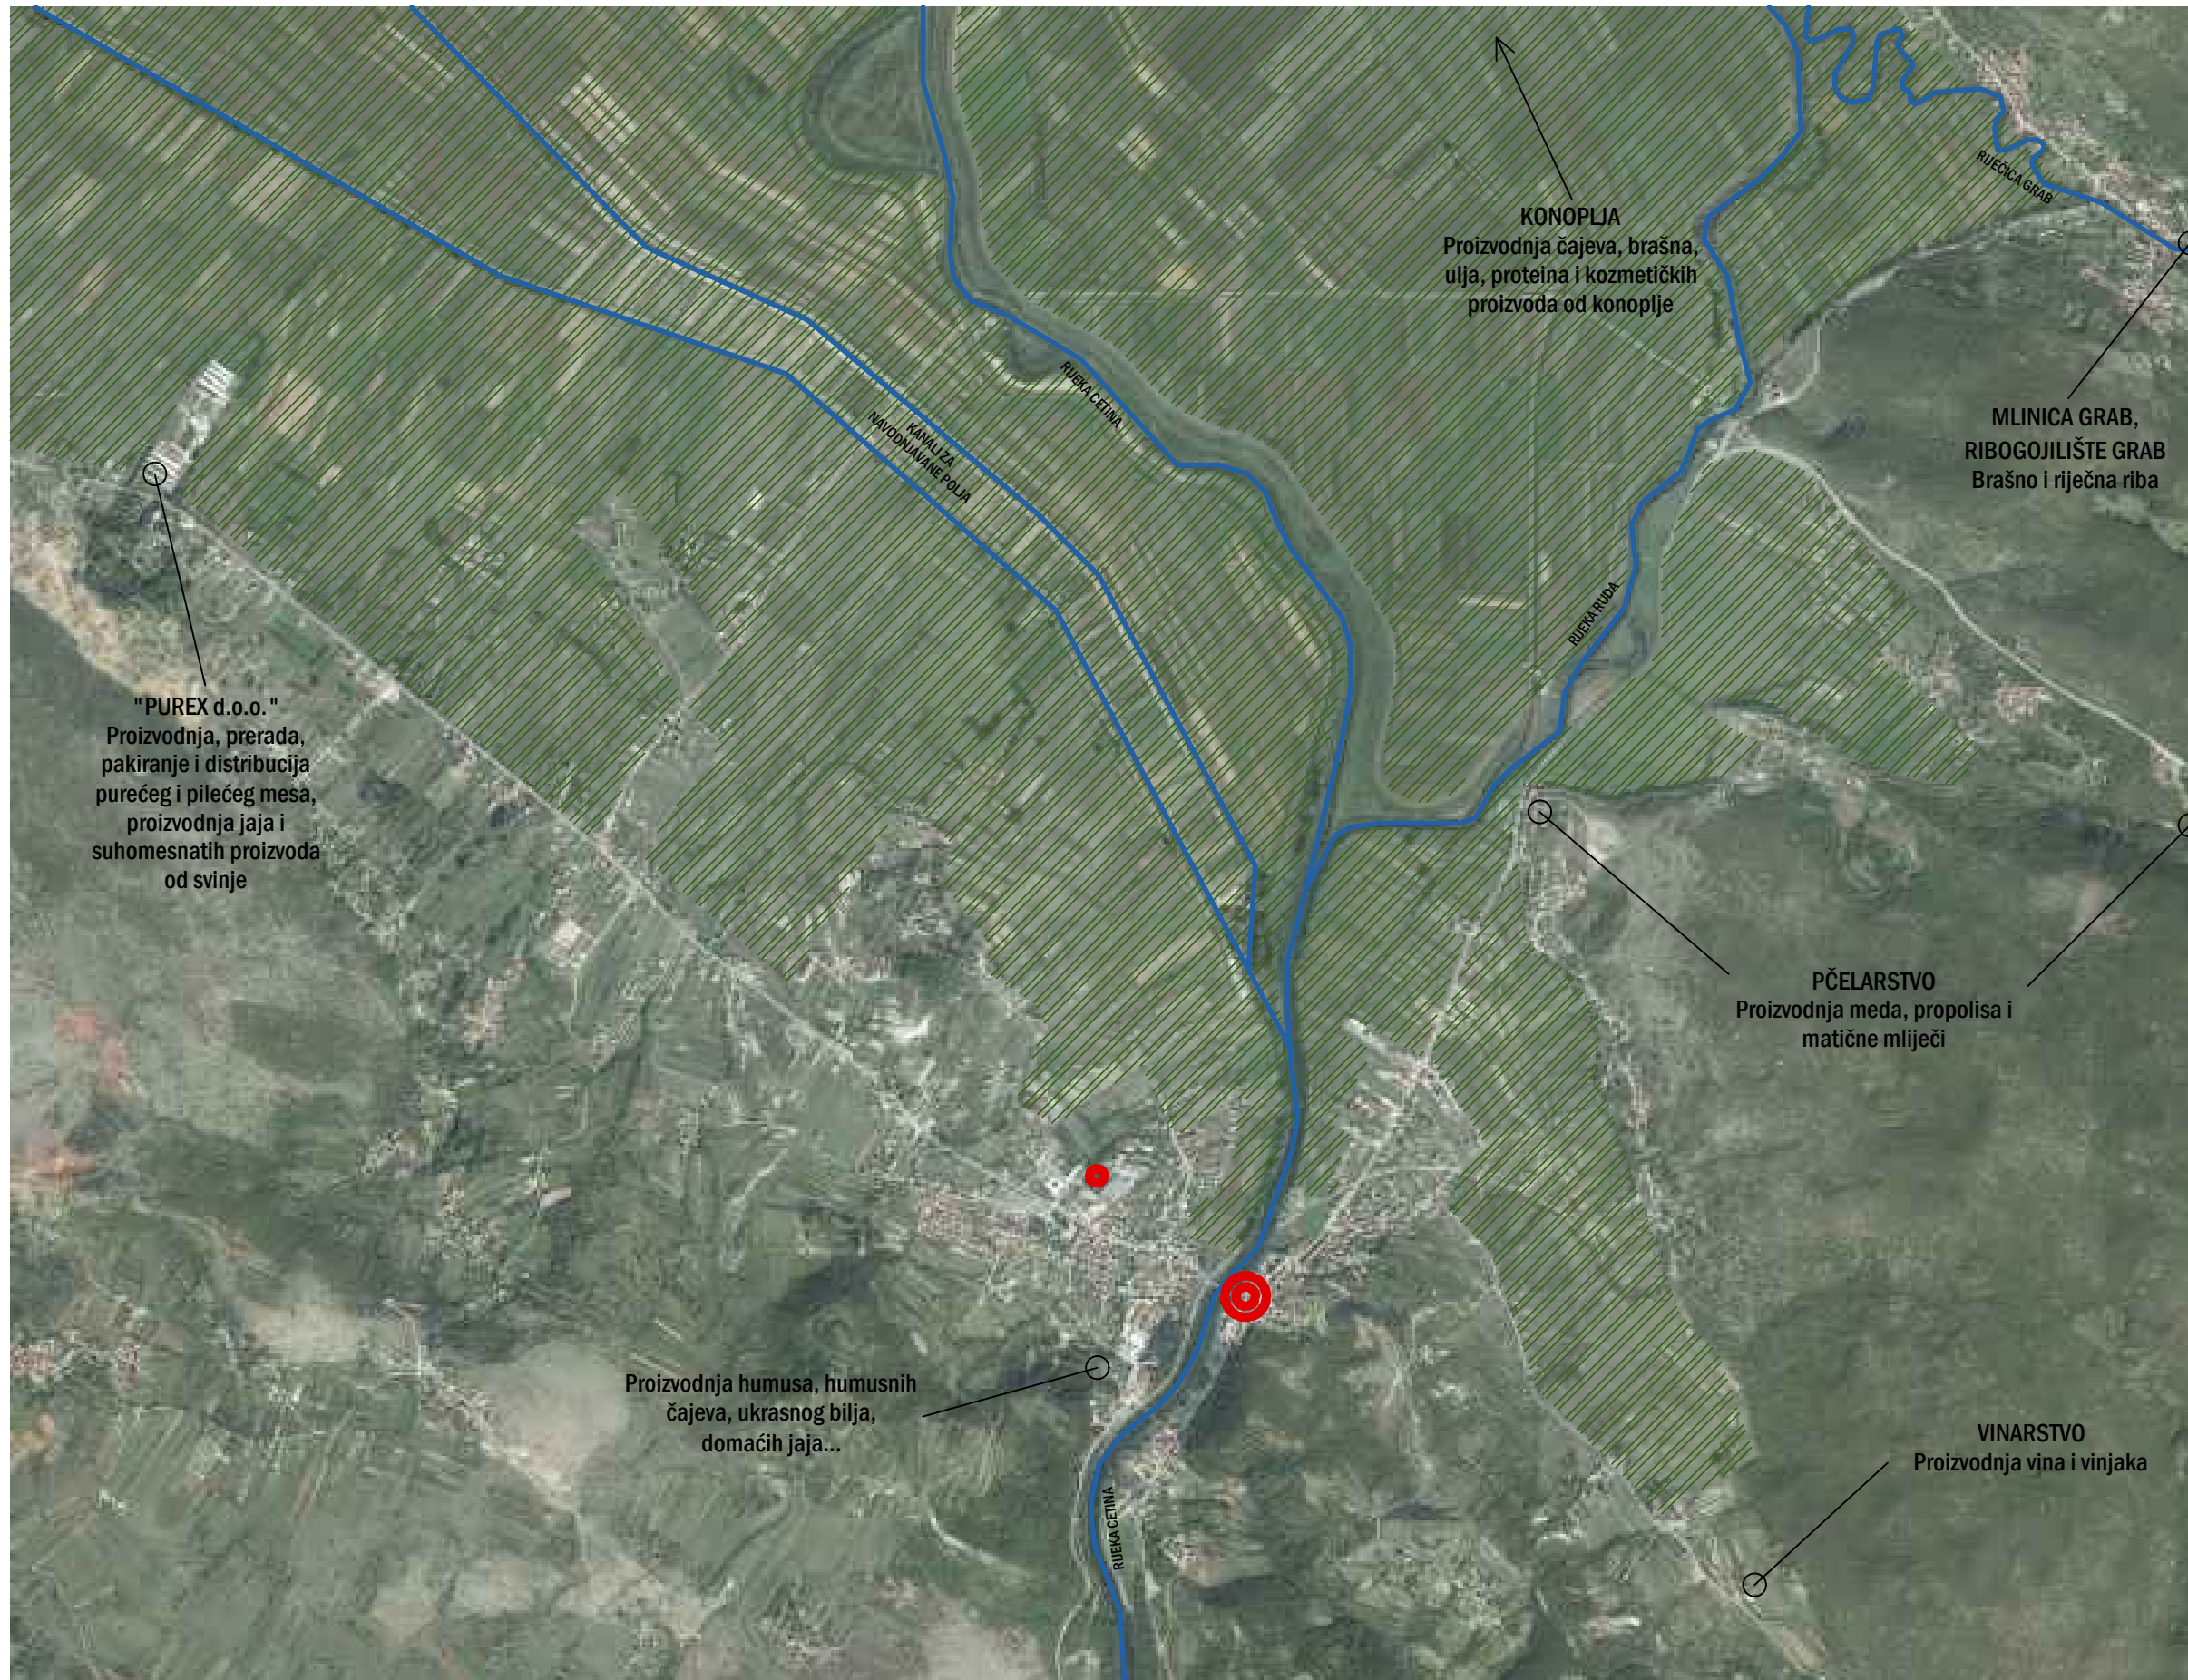 RIJEČICA GRAB
KONOPLJA
Proizvodnja čajeva, brašna,
ulja, proteina i kozmetičkih
proizvoda od konoplje
RIJEKA CETINA
KANALI ZA
NAVODNJAVANE POLJA
MLINICA GRAB,
RIBOGOJILIŠTE GRAB
Brašno i riječna riba
RIJEKA RUDA
"PUREX d.o.o."
Proizvodnja, prerada,
pakiranje i distribucija
purećeg i pilećeg mesa,
proizvodnja jaja i
suhomesnatih proizvoda
od svinje
PČELARSTVO
Proizvodnja meda, propolisa i
matične mliječi
Proizvodnja humusa, humusnih
čajeva, ukrasnog bilja,
domaćih jaja...
VINARSTVO
Proizvodnja vina i vinjaka
RIJEKA CETINA